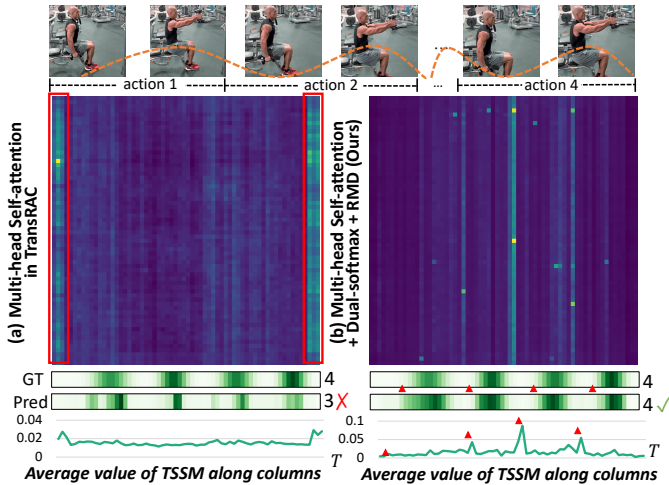 ...
action 1
action 2
...
action 4
(a) Multi-head Self-attention
in TransRAC
(b) Multi-head Self-attention
+ Dual-softmax + RMD (Ours)
GT
4
4
Pred
3 ✗
4 ✓
0.04
0.02
0
T
0.1
0.05
0
T
Average value of TSSM along columns
Average value of TSSM along columns